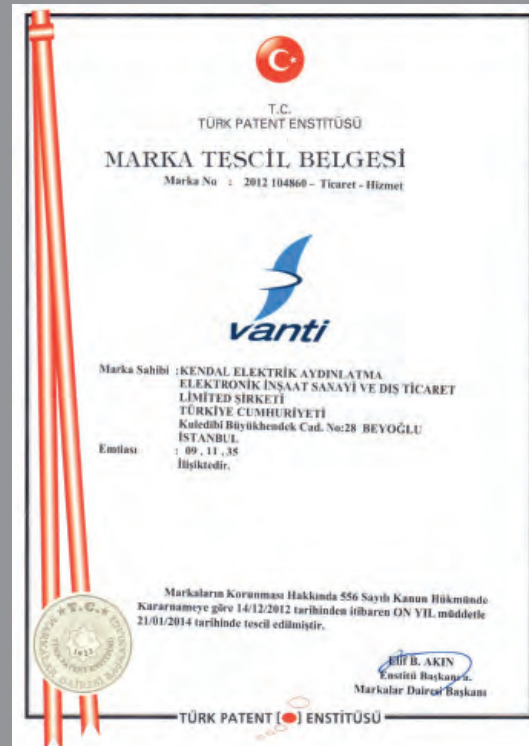 T.C.
TÜRK PATENT ENSTİTÜSÜ
MARKA TESCİL BELGESİ
Marka No : 2012 104860 – Ticaret - Hizmet
vanti
Marka Sahibi : KENDAL ELEKTRİK AYDINLATMA
ELEKTRONİK İNŞAAT SANAYİ VE DIŞ TİCARET
LİMİTED ŞİRKETİ
TÜRKİYE CUMHURİYETİ
Kuledibi Büyükhendek Cad. No:28 BEYOĞLU
İSTANBUL
Emtiası : 09 , 11 , 35
İlişiktedir.
Markaların Korunması Hakkında 556 Sayılı Kanun Hükmünde
Kararnameye göre 14/12/2012 tarihinden itibaren ON YIL müddetle
21/01/2014 tarihinde tescil edilmiştir.
Elif B. AKIN
Enstitü Başkanı a.
Markalar Dairesi Başkanı
T.C.
1923
TÜRK PATENT ENSTİTÜSÜ